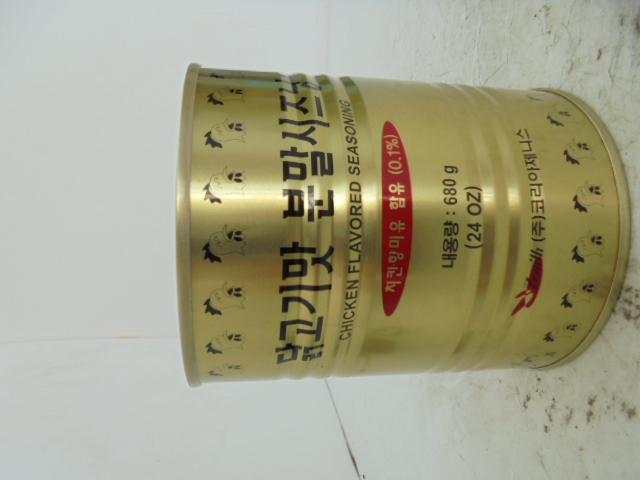 닭고기맛 분말시즈닝
CHICKEN FLAVORED SEASONING
치킨향미유 함유 (0.1%)
내용량 : 680 g
(24 OZ)
(주)코리아제니스